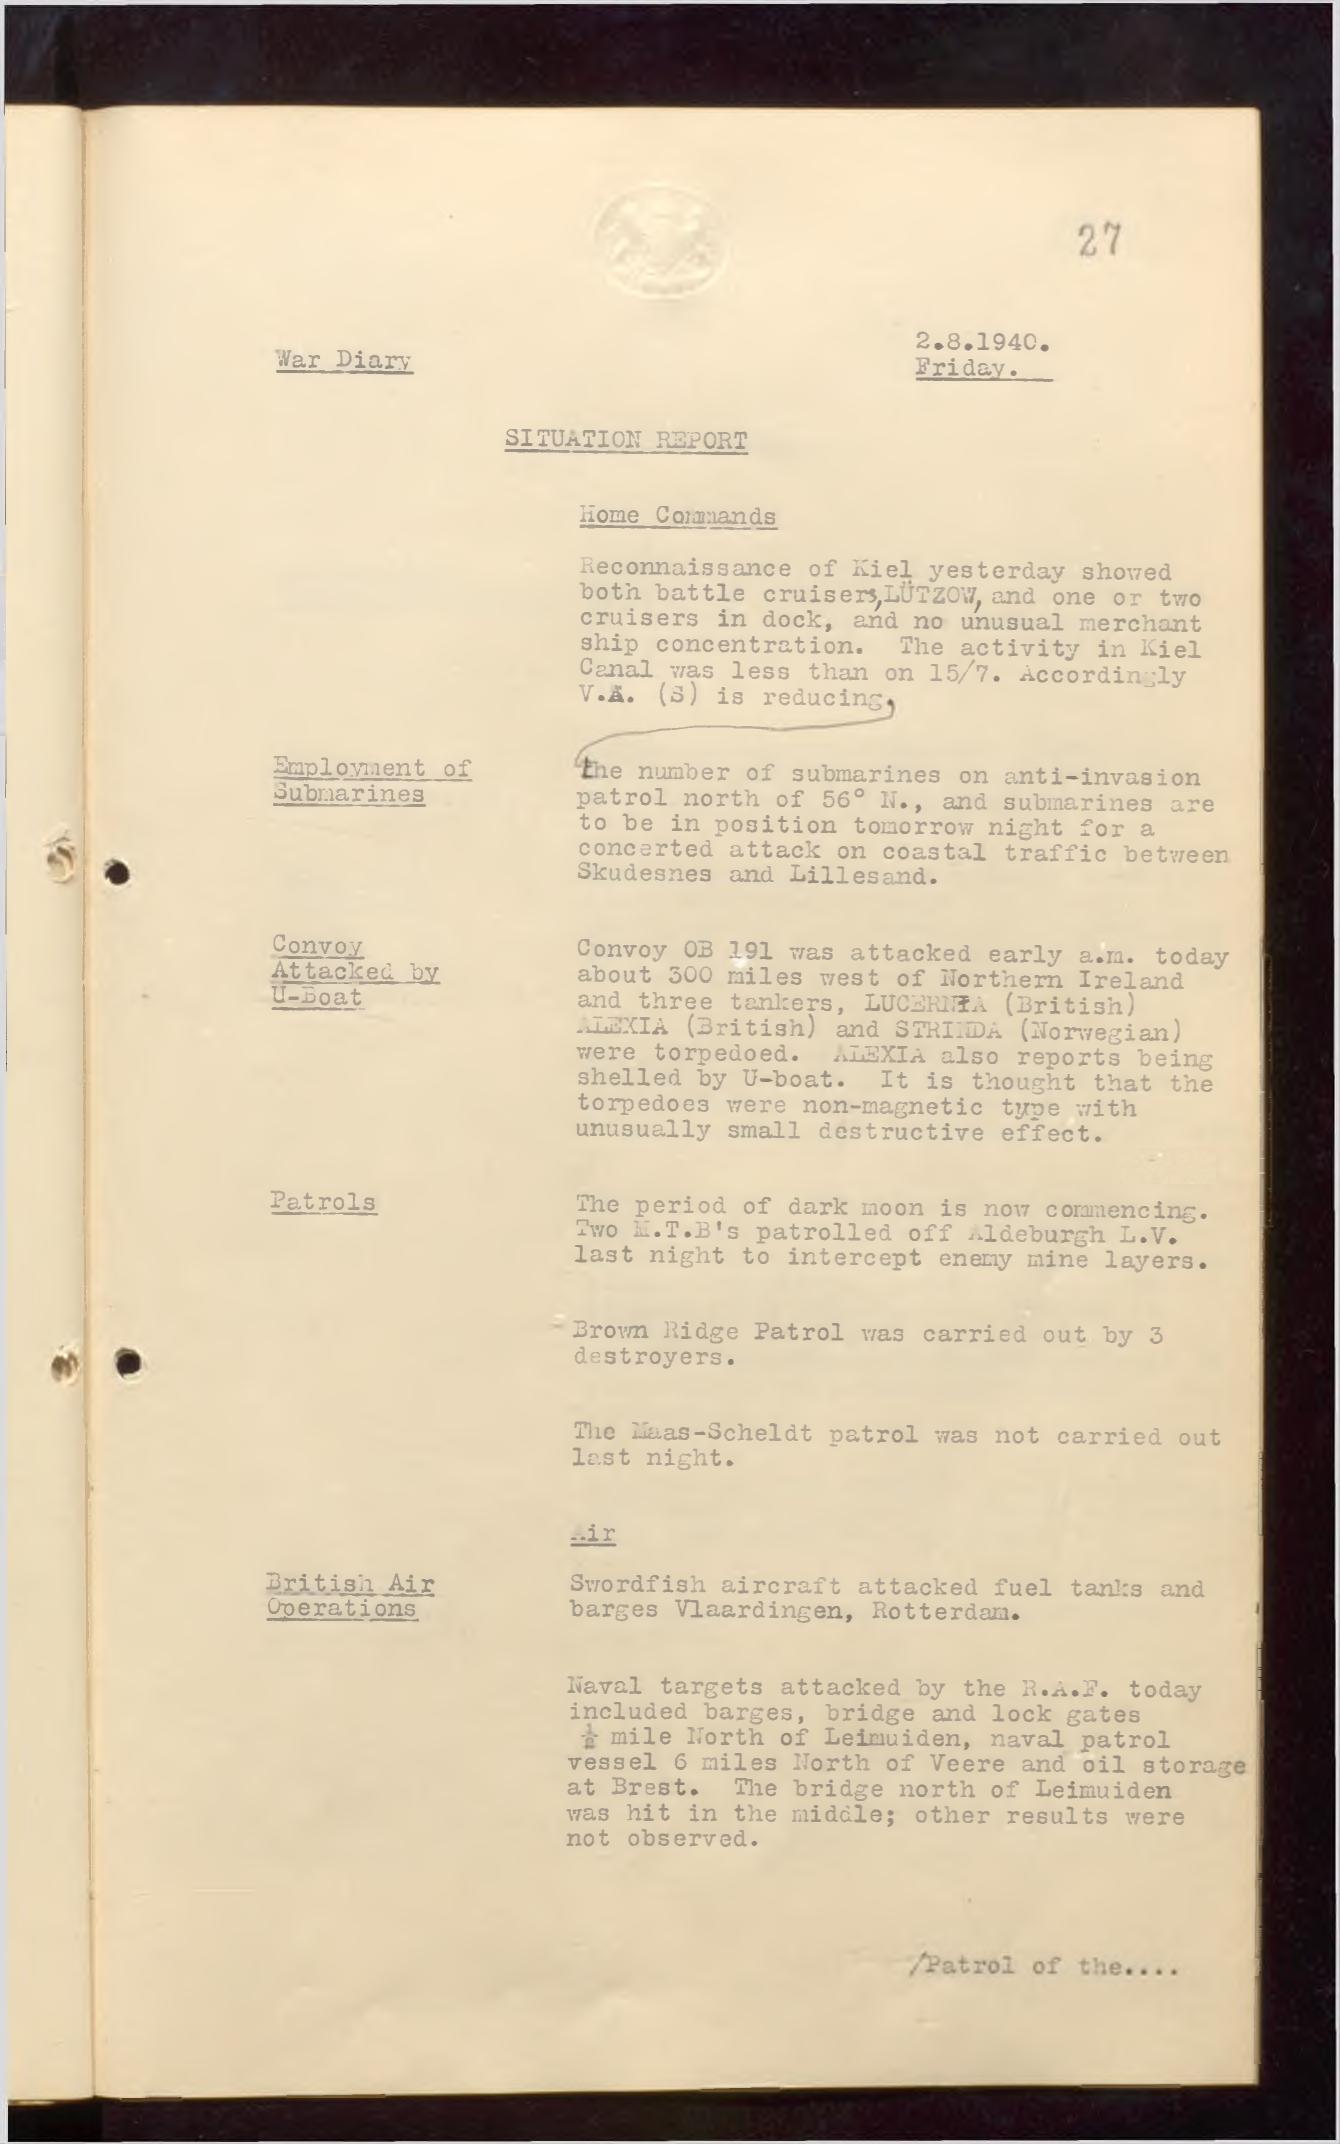 27
2.8.1940.
War Diary
Friday.
SITUATION REPORT
Home Commands
Reconnaissance of Kiel yesterday showed
both battle cruisers, LÜTZOW, and one or two
cruisers in dock, and no unusual merchant
ship concentration. The activity in Kiel
Canal was less than on 15/7. Accordingly
V.A. (S) is reducing,
Employment of
Submarines
the number of submarines on anti-invasion
patrol north of 56° N., and submarines are
to be in position tomorrow night for a
concerted attack on coastal traffic between
Skudesnes and Lillesand.
Convoy
Attacked by
U-Boat
Convoy OB 191 was attacked early a.m. today
about 300 miles west of Northern Ireland
and three tankers, LUCERNA (British)
ALEXIA (British) and STRINDA (Norwegian)
were torpedoed. ALEXIA also reports being
shelled by U-boat. It is thought that the
torpedoes were non-magnetic type with
unusually small destructive effect.
Patrols
The period of dark moon is now commencing.
Two M.T.B's patrolled off Aldeburgh L.V.
last night to intercept enemy mine layers.
Brown Ridge Patrol was carried out by 3
destroyers.
The Maas-Scheldt patrol was not carried out
last night.
Air
British Air
Operations
Swordfish aircraft attacked fuel tanks and
barges Vlaardingen, Rotterdam.
Naval targets attacked by the R.A.F. today
included barges, bridge and lock gates
½ mile North of Leimuiden, naval patrol
vessel 6 miles North of Veere and oil storage
at Brest. The bridge north of Leimuiden
was hit in the middle; other results were
not observed.
/Patrol of the....